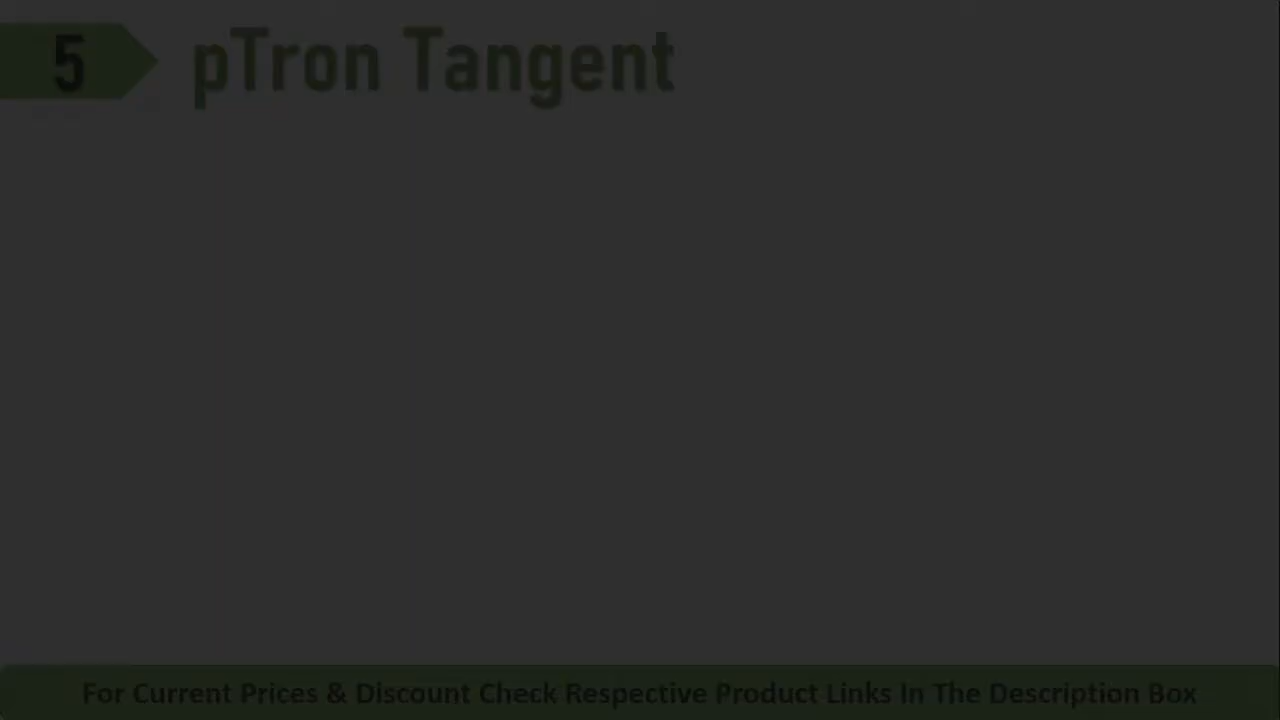 5 pTron Tangent
For Current Prices & Discount Check Respective Product Links In The Description Box